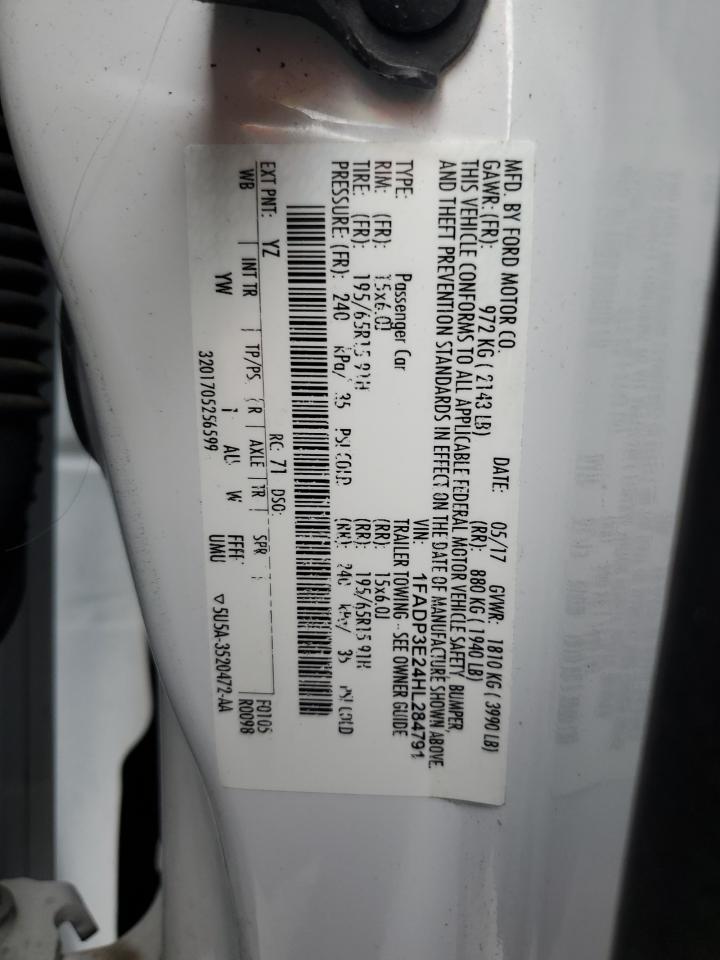 MFD. BY FORD MOTOR CO.
DATE: 05/17 GVWR: 1810 KG ( 3990 LB)
GAWR: (FR): 972 KG ( 2143 LB) (RR): 880 KG ( 1940 LB)
THIS VEHICLE CONFORMS TO ALL APPLICABLE FEDERAL MOTOR VEHICLE SAFETY, BUMPER
AND THEFT PREVENTION STANDARDS IN EFFECT ON THE DATE OF MANUFACTURE SHOWN ABOVE.
VIN: 1FADP3E24HL284791
TYPE: Passenger Car TRAILER TOWING -- SEE OWNER GUIDE
RIM: (FR): 15x6.0J (RR): 15x6.0J
TIRE: (FR): 195/65R15 91H (RR): 195/65R15 91H
PRESSURE: (FR): 240 kPa/ 35 PSI COLD (RR): 240 kPa/ 35 PSI COLD
EXT PNT: YZ RC: 71 DSO: F0105
WB INT TR TP/PS R AXLE TR SPR R0098
YW W FFFF UMU ▽5U5A-3520472-AA
3201705256599